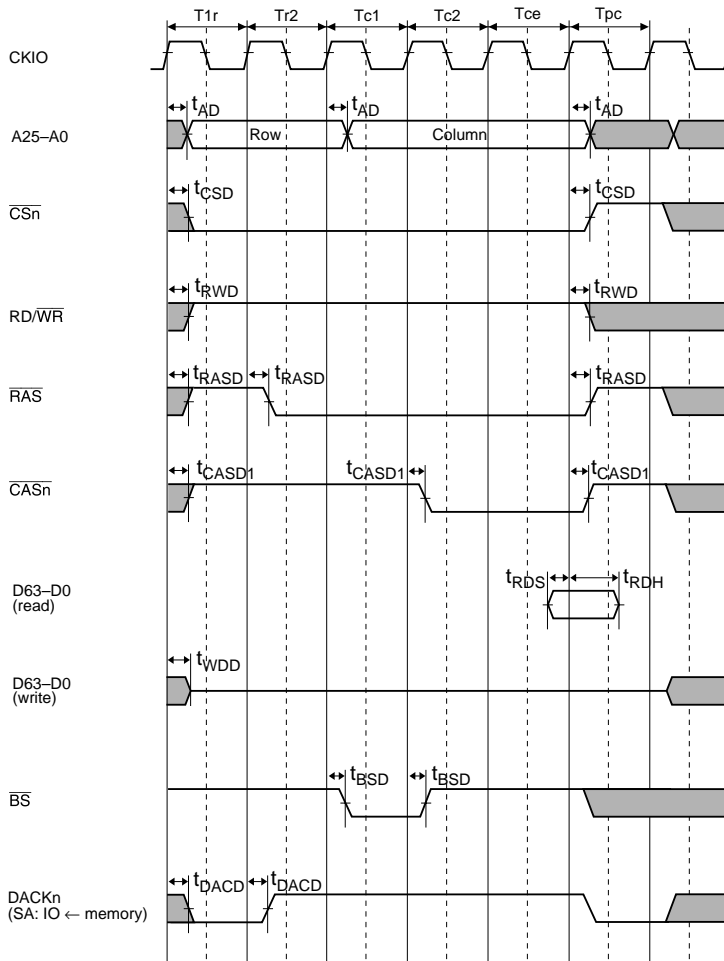 T1r Tr2 Tc1 Tc2 Tce Tpc
CKIO
tAD tAD tAD
A25–A0 Row Column
tCSD tCSD
CSn
tRWD tRWD
RD/WR
tRASD tRASD tRASD
RAS
tCASD1 tCASD1 tCASD1
CASn
D63–D0
(read)
tRDS tRDH
tWDD
D63–D0
(write)
tBSD tBSD
BS
tDACD tDACD
DACKn
(SA: IO ← memory)